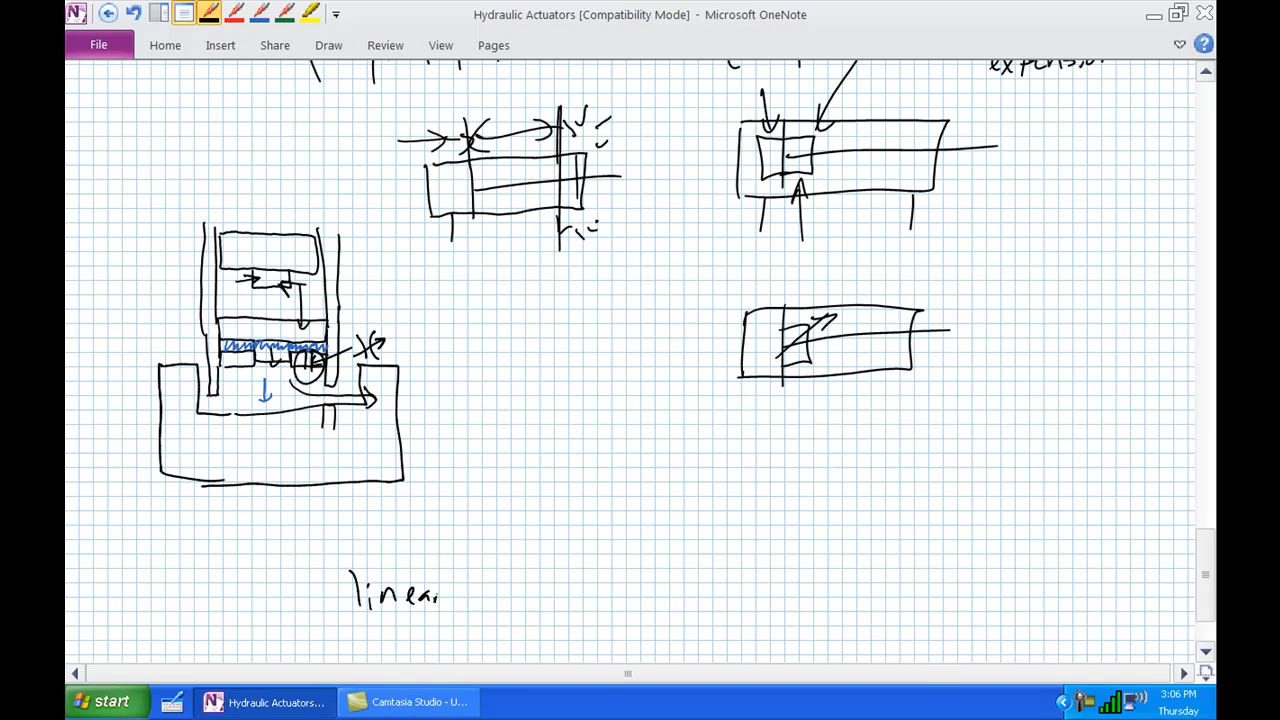 Hydraulic Actuators [Compatibility Mode] - Microsoft OneNote
File Home Insert Share Draw Review View Pages
linear
start
Hydraulic Actuators...
Camtasia Studio - U...
3:06 PM
Thursday